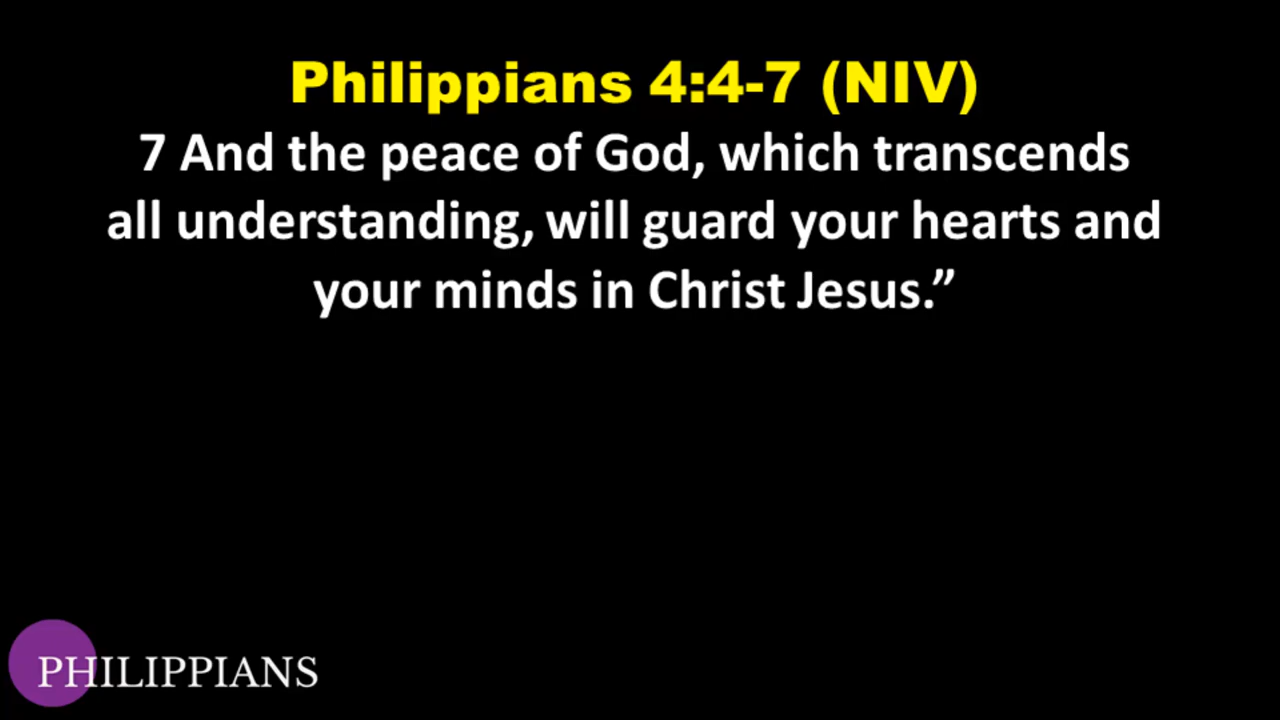 Philippians 4:4-7 (NIV)
7 And the peace of God, which transcends
all understanding, will guard your hearts and
your minds in Christ Jesus.”
PHILIPPIANS